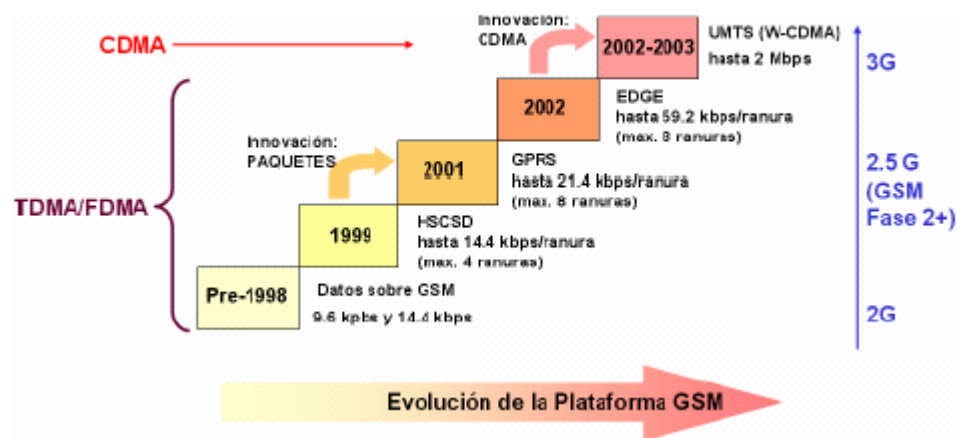 Innovación:
CDMA
CDMA
2002-2003
UMTS (W-CDMA)
hasta 2 Mbps
3G
2002
EDGE
hasta 59.2 kbps/ranura
(max. 8 ranuras)
Innovación:
PAQUETES
2001
GPRS
hasta 21.4 kbps/ranura
(max. 8 ranuras)
2.5 G
(GSM
Fase 2+)
TDMA/FDMA
1999
HSCSD
hasta 14.4 kbps/ranura
(max. 4 ranuras)
Pre-1998
Datos sobre GSM
9.6 kpbs y 14.4 kbps
2G
Evolución de la Plataforma GSM